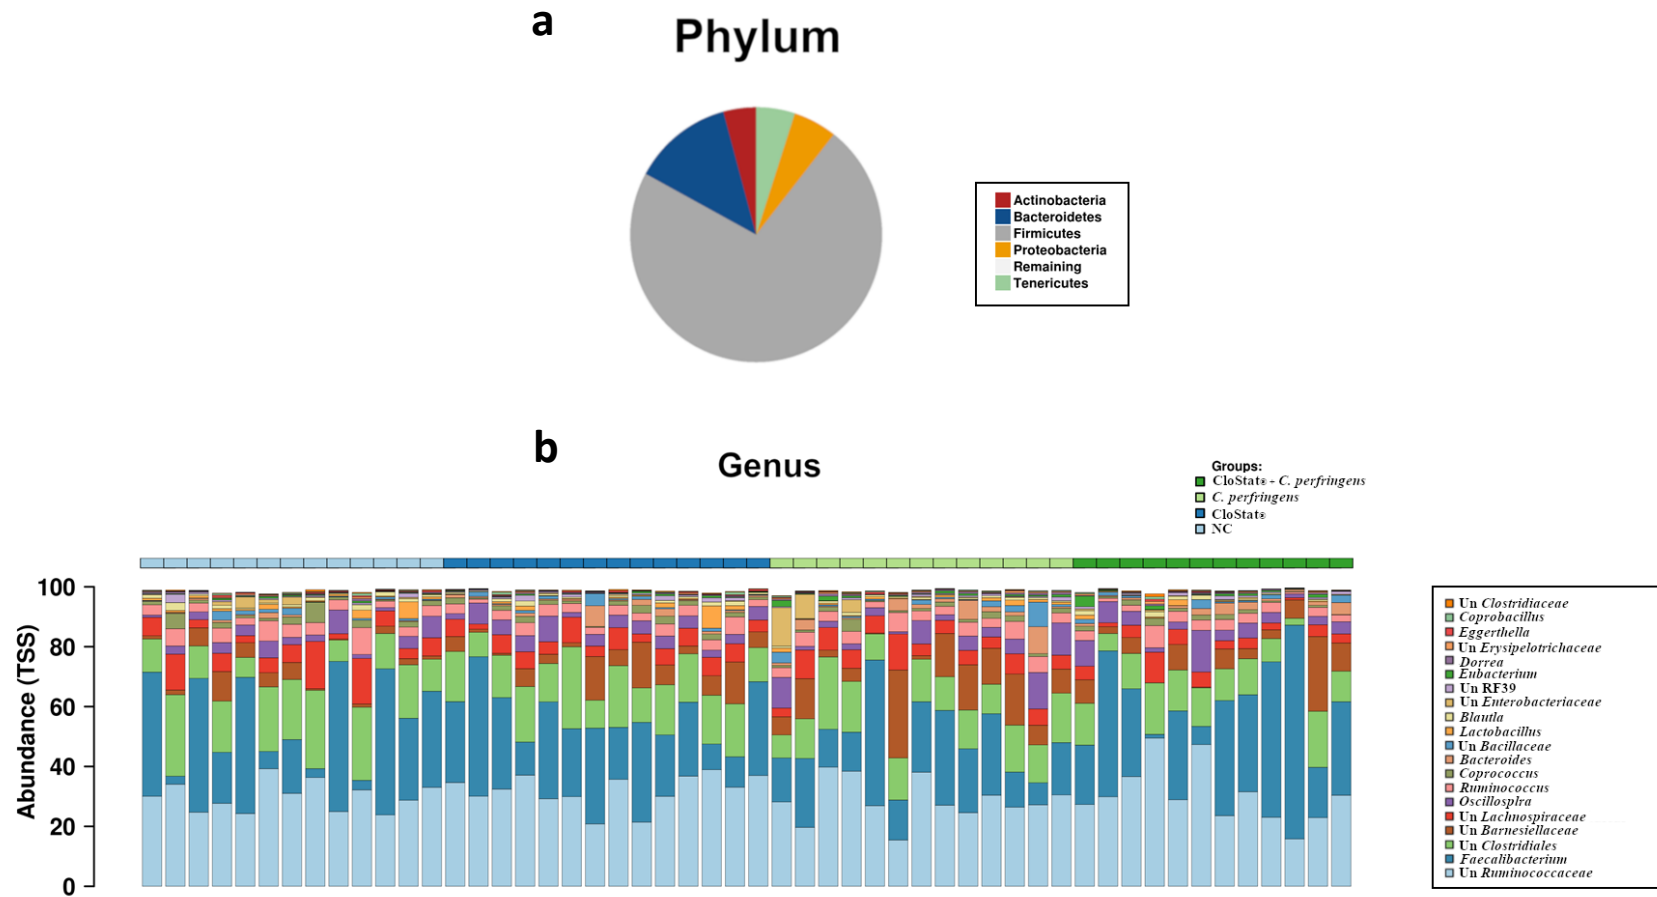 a
Phylum
Actinobacteria
Bacteroidetes
Firmicutes
Proteobacteria
Remaining
Tenericutes
b
Genus
Groups:
CloStat® + C. perfringens
C. perfringens
CloStat®
NC
Abundance (TSS)
100
80
60
40
20
0
Un Clostridiaceae
Coprobacillus
Eggerthella
Un Erysipelotrichaceae
Dorrea
Eubacterium
Un RF39
Un Enterobacteriaceae
Blautla
Lactobacillus
Un Bacillaceae
Bacteroides
Coprococcus
Ruminococcus
Oscillosplra
Un Lachnospiraceae
Un Barnesiellaceae
Un Clostridiales
Faecalibacterium
Un Ruminococcaceae